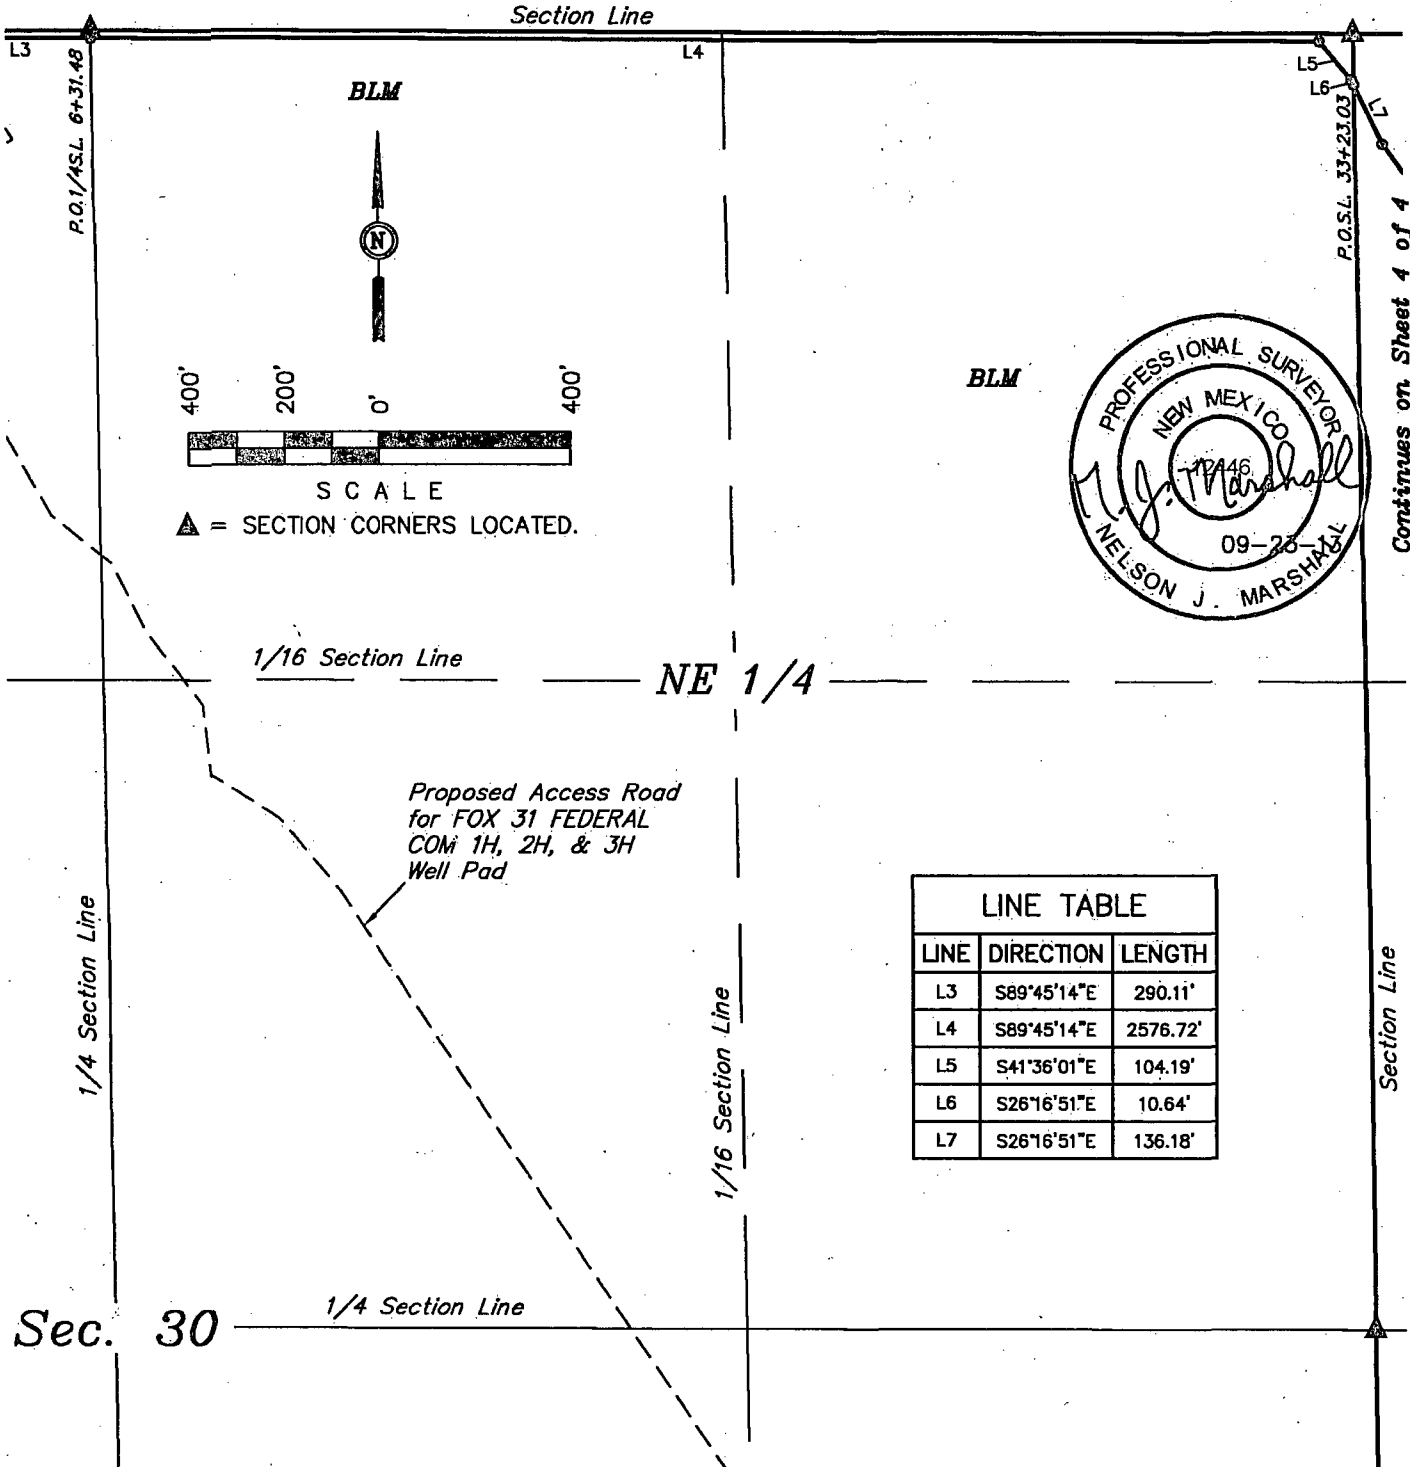 Section Line
L3
L4
L5
L6
L7
P.O.1/4S.L. 6+31.48
BLM
N
P.O.S.L. 33+23.03
Continues on Sheet 4 of 4
400'
200'
0'
400'
SCALE
= SECTION CORNERS LOCATED.
BLM
PROFESSIONAL SURVEYOR
NEW MEXICO
12446
N. J. Marshall
NELSON J. MARSHALL
1/16 Section Line
NE 1/4
Proposed Access Road
for FOX 31 FEDERAL
COM 1H, 2H, & 3H
Well Pad
1/4 Section Line
1/16 Section Line
Section Line
LINE TABLE
LINE DIRECTION LENGTH
L3 S89°45'14"E 290.11'
L4 S89°45'14"E 2576.72'
L5 S41°36'01"E 104.19'
L6 S26°16'51"E 10.64'
L7 S26°16'51"E 136.18'
1/4 Section Line
Sec. 30